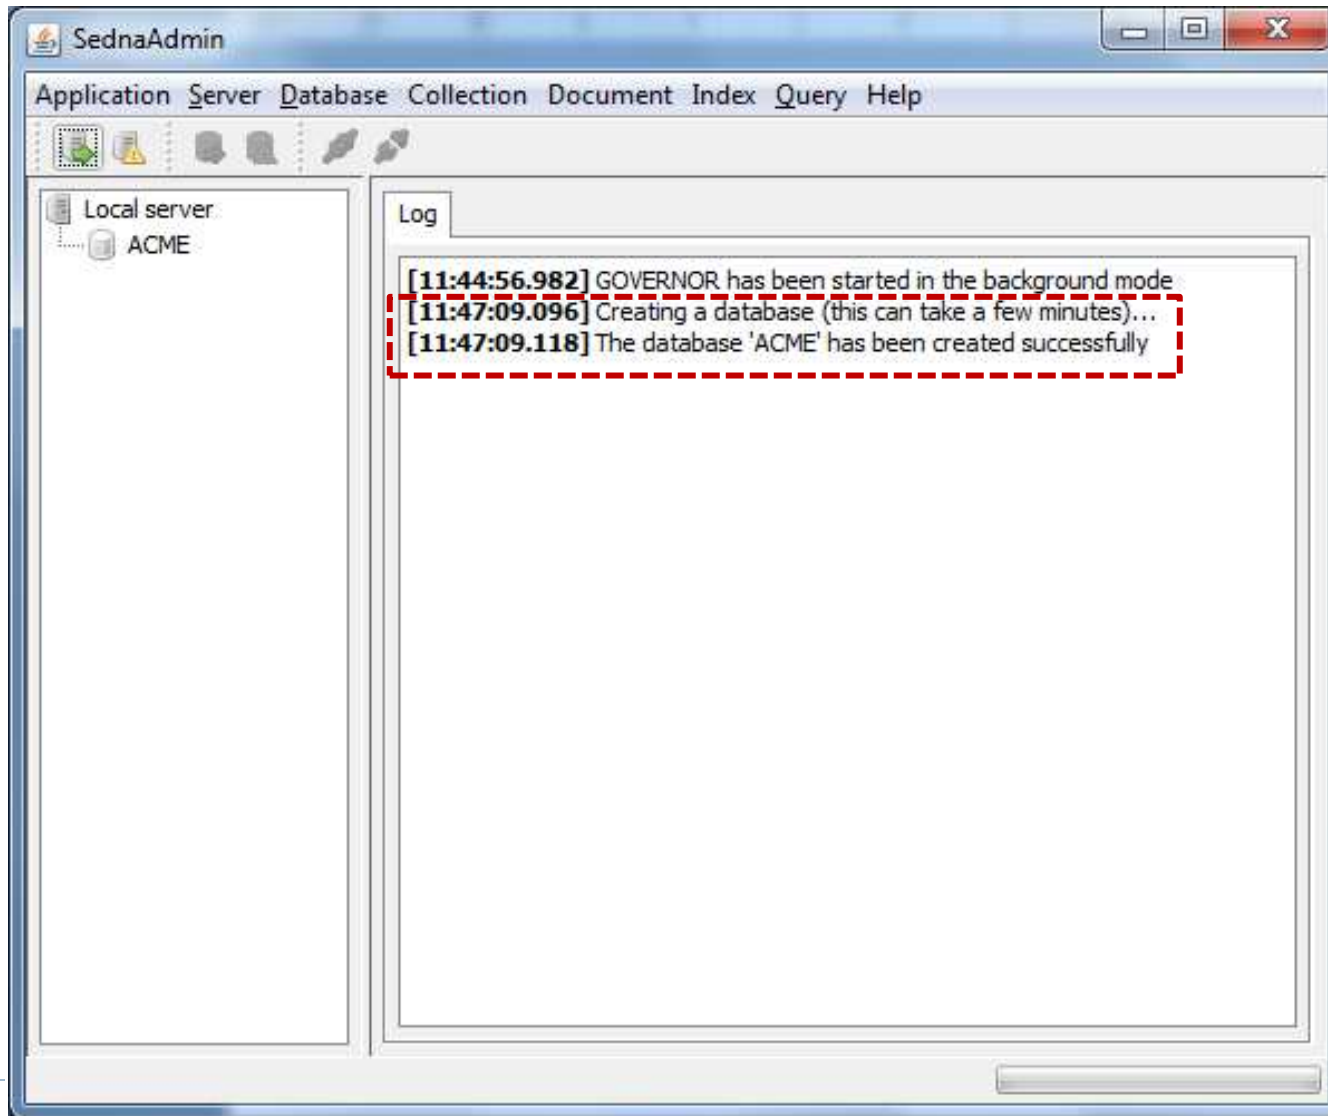 SednaAdmin
Application Server Database Collection Document Index Query Help
Local server
ACME
Log
[11:44:56.982] GOVERNOR has been started in the background mode
[11:47:09.096] Creating a database (this can take a few minutes)...
[11:47:09.118] The database 'ACME' has been created successfully